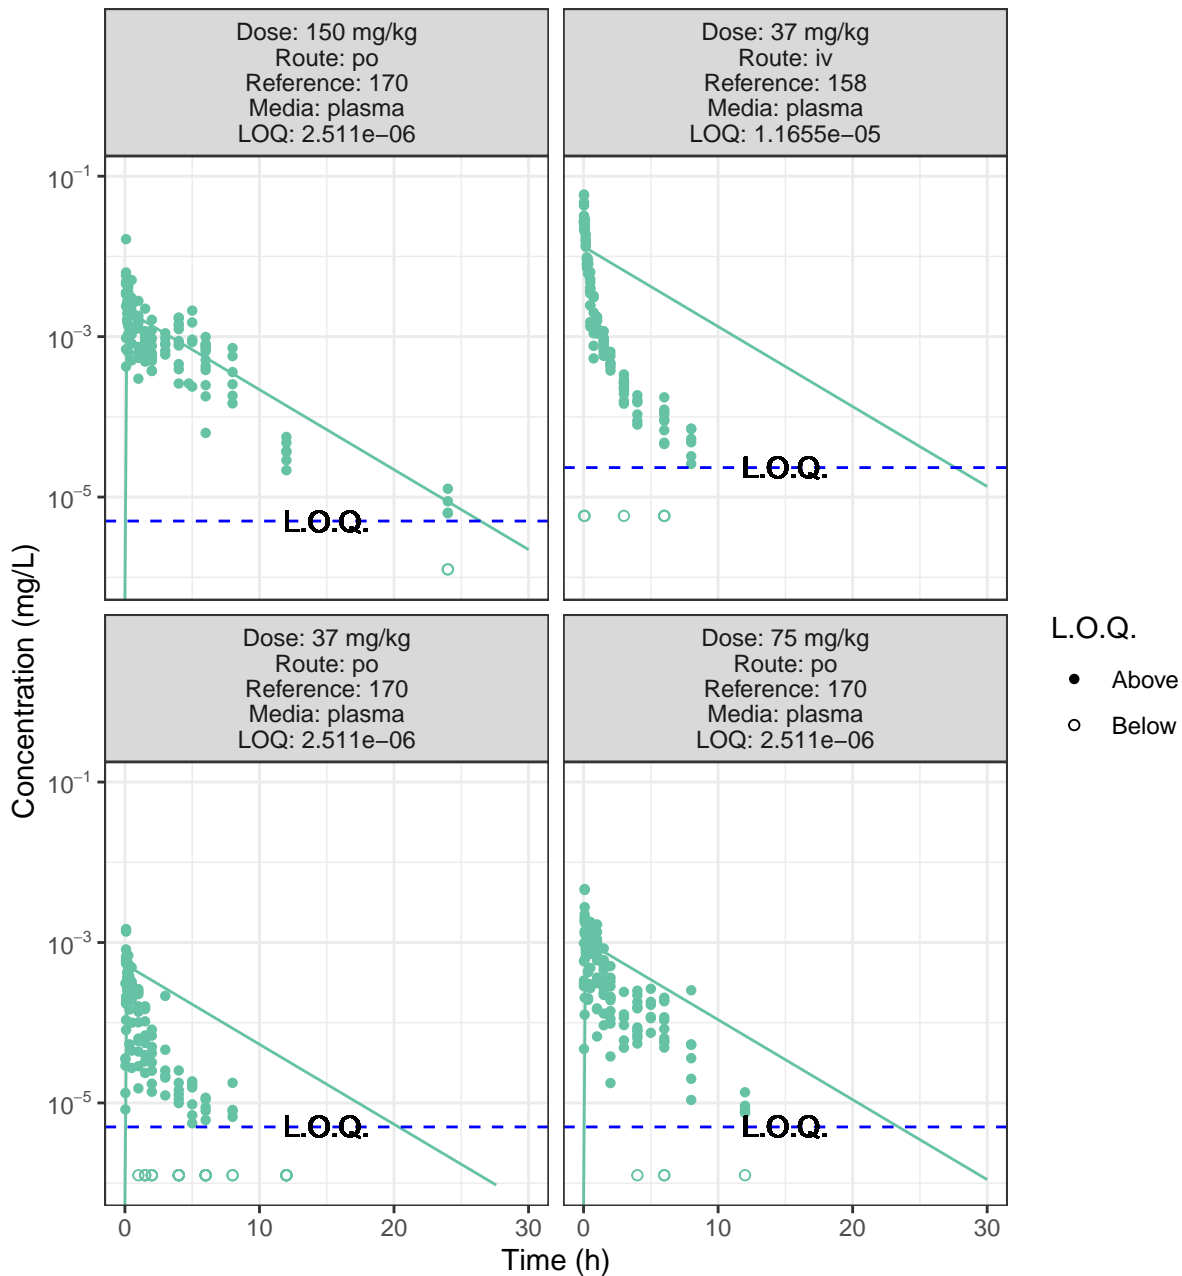 Dose: 150 mg/kg
Route: po
Reference: 170
Media: plasma
LOQ: 2.511e−06
Dose: 37 mg/kg
Route: iv
Reference: 158
Media: plasma
LOQ: 1.1655e−05
10−1
10−3
10−5
L.O.Q.
L.O.Q.
Dose: 37 mg/kg
Route: po
Reference: 170
Media: plasma
LOQ: 2.511e−06
Dose: 75 mg/kg
Route: po
Reference: 170
Media: plasma
LOQ: 2.511e−06
10−1
10−3
10−5
L.O.Q.
L.O.Q.
0 10 20 30
0 10 20 30
Time (h)
Concentration (mg/L)
L.O.Q.
Above
Below